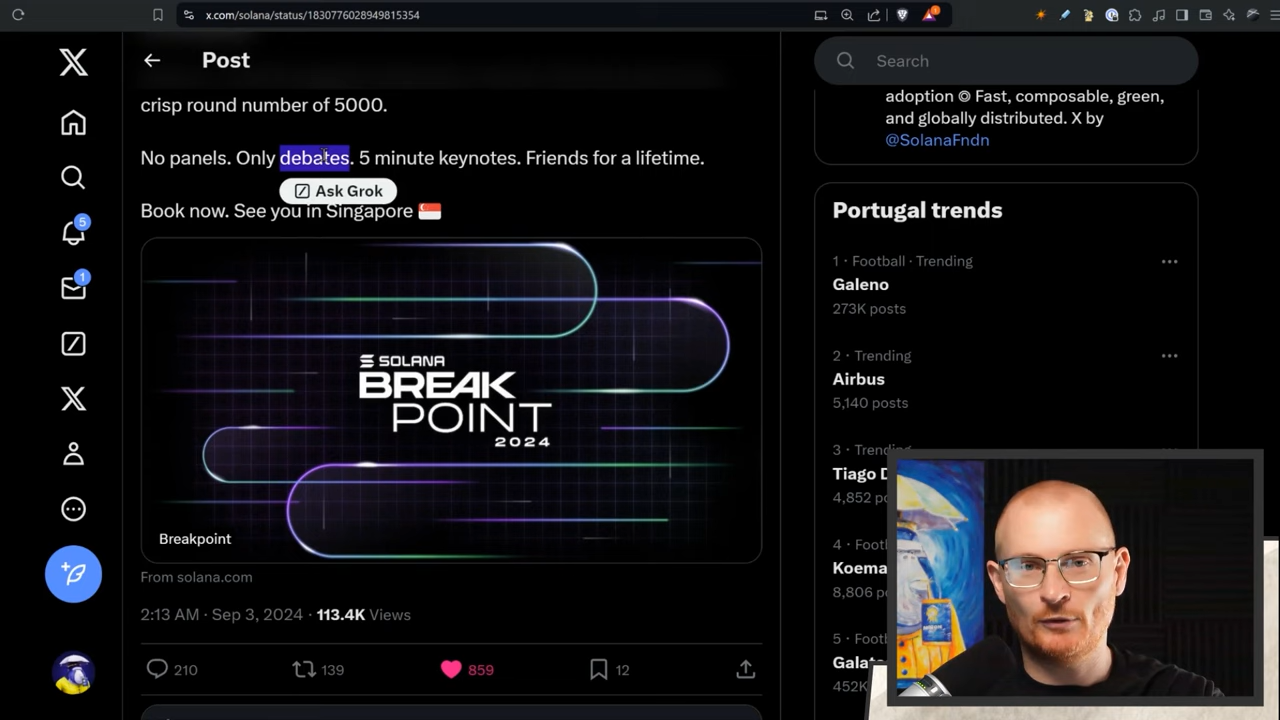 x.com/solana/status/1830776028949815354
1
Post
Search
crisp round number of 5000.
No panels. Only debates. 5 minute keynotes. Friends for a lifetime.
Ask Grok
Book now. See you in Singapore 🇸🇬
SOLANA
BREAK
POINT
2024
Breakpoint
From solana.com
2:13 AM · Sep 3, 2024 · 113.4K Views
210
139
859
12
5
1
adoption ◎ Fast, composable, green,
and globally distributed. X by
@SolanaFndn
Portugal trends
1 · Football · Trending
Galeno
273K posts
2 · Trending
Airbus
5,140 posts
3 · Trending
Tiago
4,852
4 ·
Koema
8,806
5 ·
Galat
452K